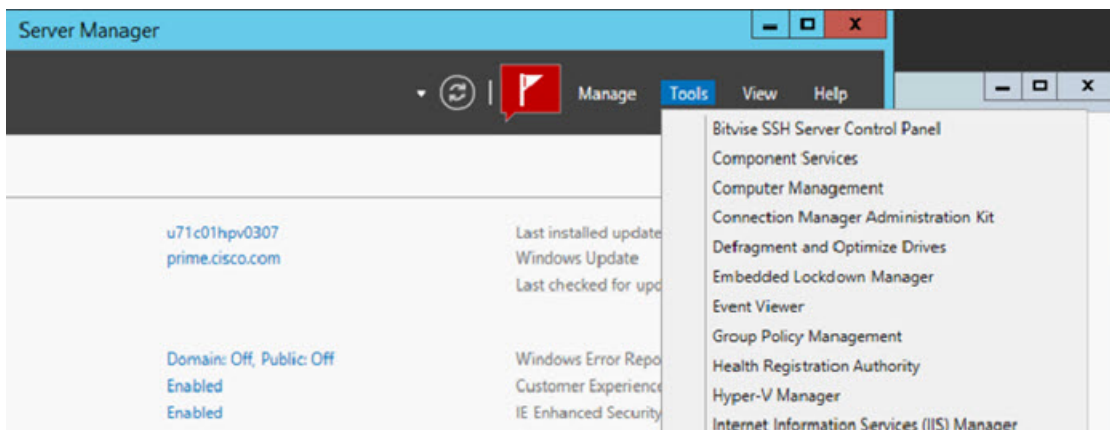 Server Manager
Manage Tools View Help
Bitvise SSH Server Control Panel
Component Services
Computer Management
Connection Manager Administration Kit
Defragment and Optimize Drives
Embedded Lockdown Manager
Event Viewer
Group Policy Management
Health Registration Authority
Hyper-V Manager
Internet Information Services (IIS) Manager
u71c01hpv0307
prime.cisco.com
Last installed update
Windows Update
Last checked for upd
Domain: Off, Public: Off
Enabled
Enabled
Windows Error Repo
Customer Experience
IE Enhanced Security